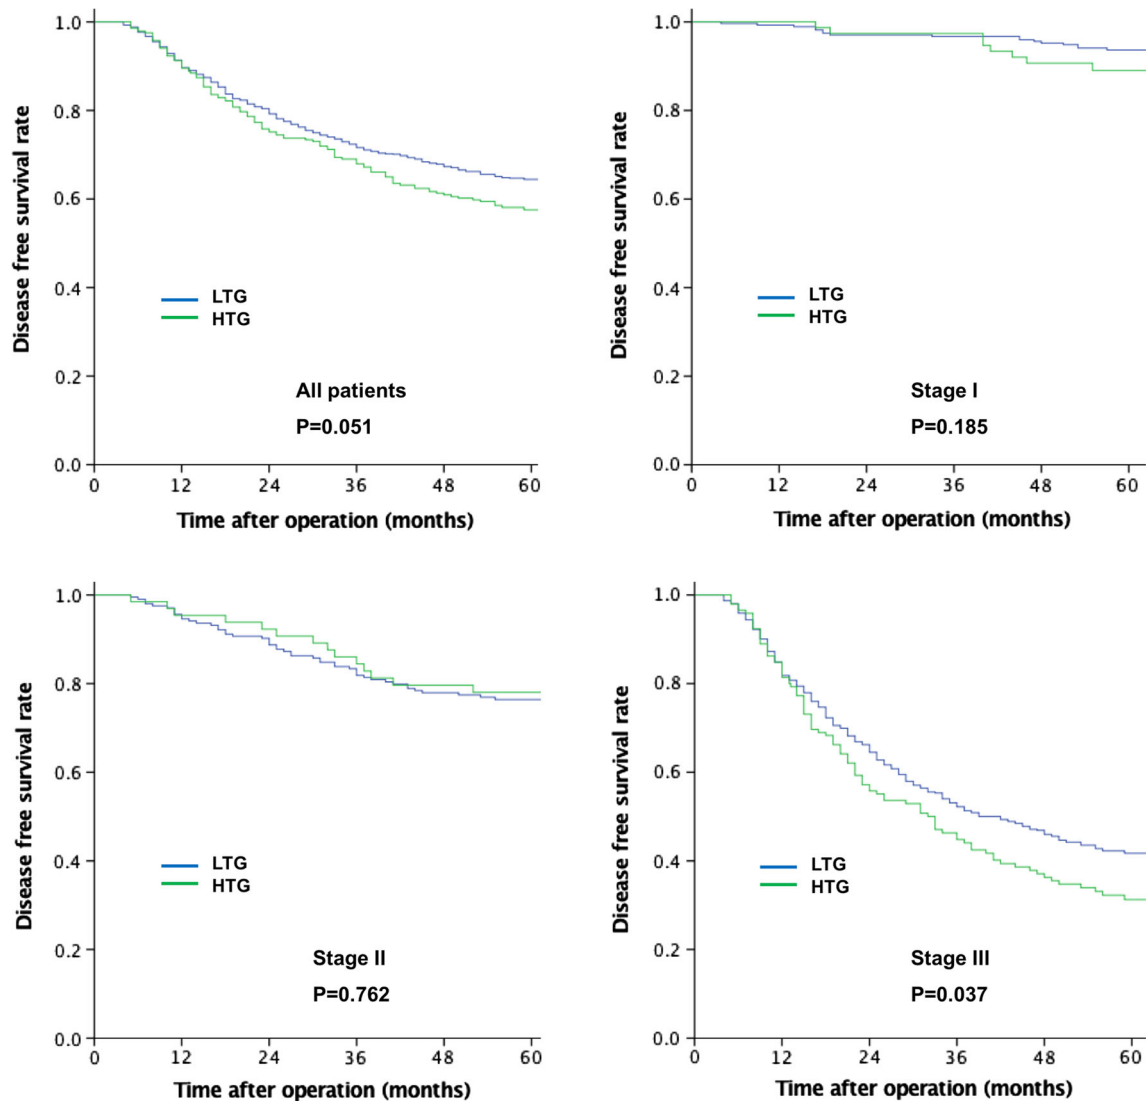 Disease free survival rate
1.0
0.8
0.6
0.4
0.2
0.0
LTG
HTG
All patients
P=0.051
0 12 24 36 48 60
Time after operation (months)
Disease free survival rate
1.0
0.8
0.6
0.4
0.2
0.0
LTG
HTG
Stage I
P=0.185
0 12 24 36 48 60
Time after operation (months)
Disease free survival rate
1.0
0.8
0.6
0.4
0.2
0.0
LTG
HTG
Stage II
P=0.762
0 12 24 36 48 60
Time after operation (months)
Disease free survival rate
1.0
0.8
0.6
0.4
0.2
0.0
LTG
HTG
Stage III
P=0.037
0 12 24 36 48 60
Time after operation (months)